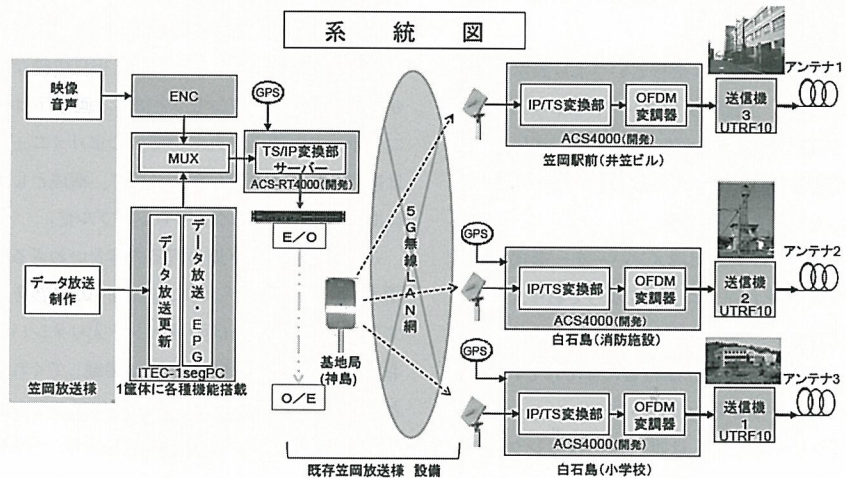 系 統 図
映像
音声
ENC
MUX
GPS
TS/IP変換部
サーバー
ACS-RT4000(開発)
データ放送
制作
データ放送更新
データ放送・EPG
ITEC-1segPC
1筐体に各種機能搭載
笠岡放送様
E/O
O/E
基地局
(神島)
5G無線LAN網
既存笠岡放送様 設備
IP/TS変換部
OFDM
変調器
ACS4000(開発)
笠岡駅前(井笠ビル)
送信機
3
UTRF10
アンテナ1
GPS
IP/TS変換部
OFDM
変調器
ACS4000(開発)
白石島(消防施設)
送信機
2
UTRF10
アンテナ2
GPS
IP/TS変換部
OFDM
変調器
ACS4000(開発)
白石島(小学校)
送信機
1
UTRF10
アンテナ3